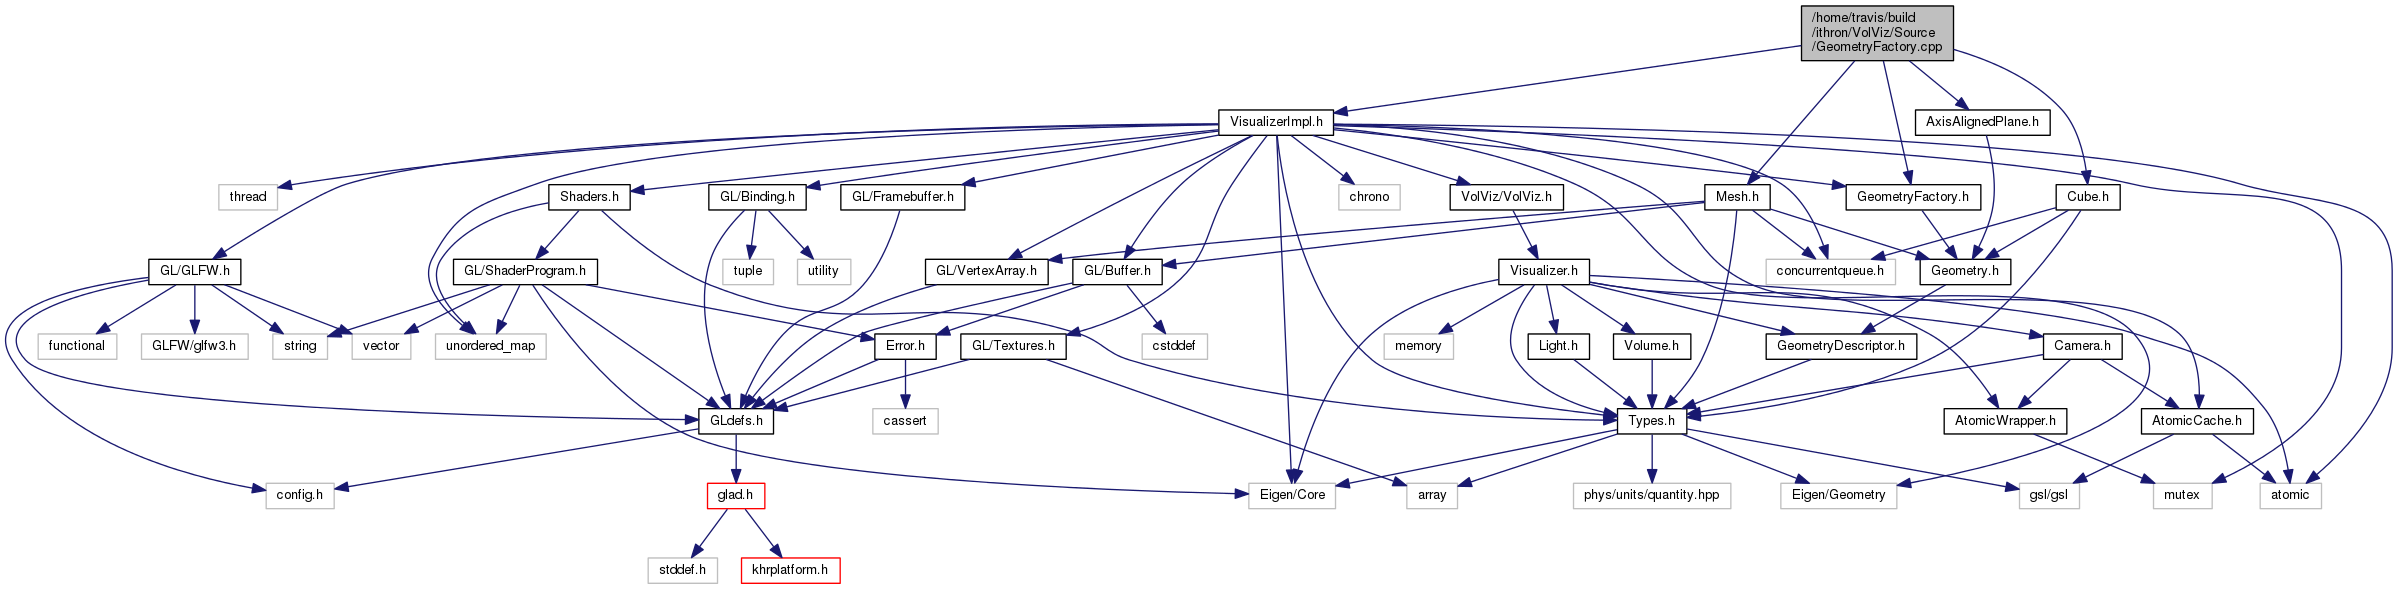 /home/travis/build
/ithron/VolViz/Source
/GeometryFactory.cpp
VisualizerImpl.h
AxisAlignedPlane.h
thread
Shaders.h
GL/Binding.h
GL/Framebuffer.h
chrono
VolViz/VolViz.h
Mesh.h
GeometryFactory.h
Cube.h
GL/GLFW.h
GL/ShaderProgram.h
tuple
utility
GL/VertexArray.h
GL/Buffer.h
Visualizer.h
concurrentqueue.h
Geometry.h
functional
GLFW/glfw3.h
string
vector
unordered_map
Error.h
GL/Textures.h
cstddef
memory
Light.h
Volume.h
GeometryDescriptor.h
Camera.h
GLdefs.h
cassert
Types.h
AtomicWrapper.h
AtomicCache.h
config.h
glad.h
Eigen/Core
array
phys/units/quantity.hpp
Eigen/Geometry
gsl/gsl
mutex
atomic
stddef.h
khrplatform.h